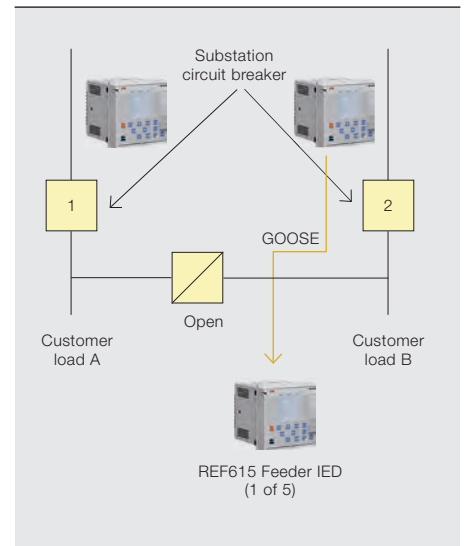 Substation
circuit breaker
1
2
GOOSE
Open
Customer
load A
Customer
load B
REF615 Feeder IED
(1 of 5)